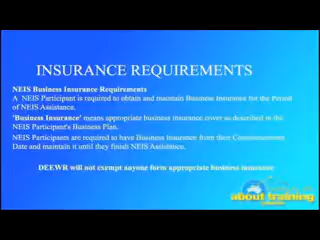 INSURANCE REQUIREMENTS
NEIS Business Insurance Requirements
A NEIS Participant is required to obtain and maintain Business Insurance for the Period
of NEIS Assistance.
'Business Insurance' means appropriate business insurance cover as described in the
NEIS Participant's Business Plan.
NEIS Participants are required to have Business Insurance from their Commencement
Date and maintain it until they finish NEIS Assistance.
DEEWR will not exempt anyone form appropriate business insurance
about training